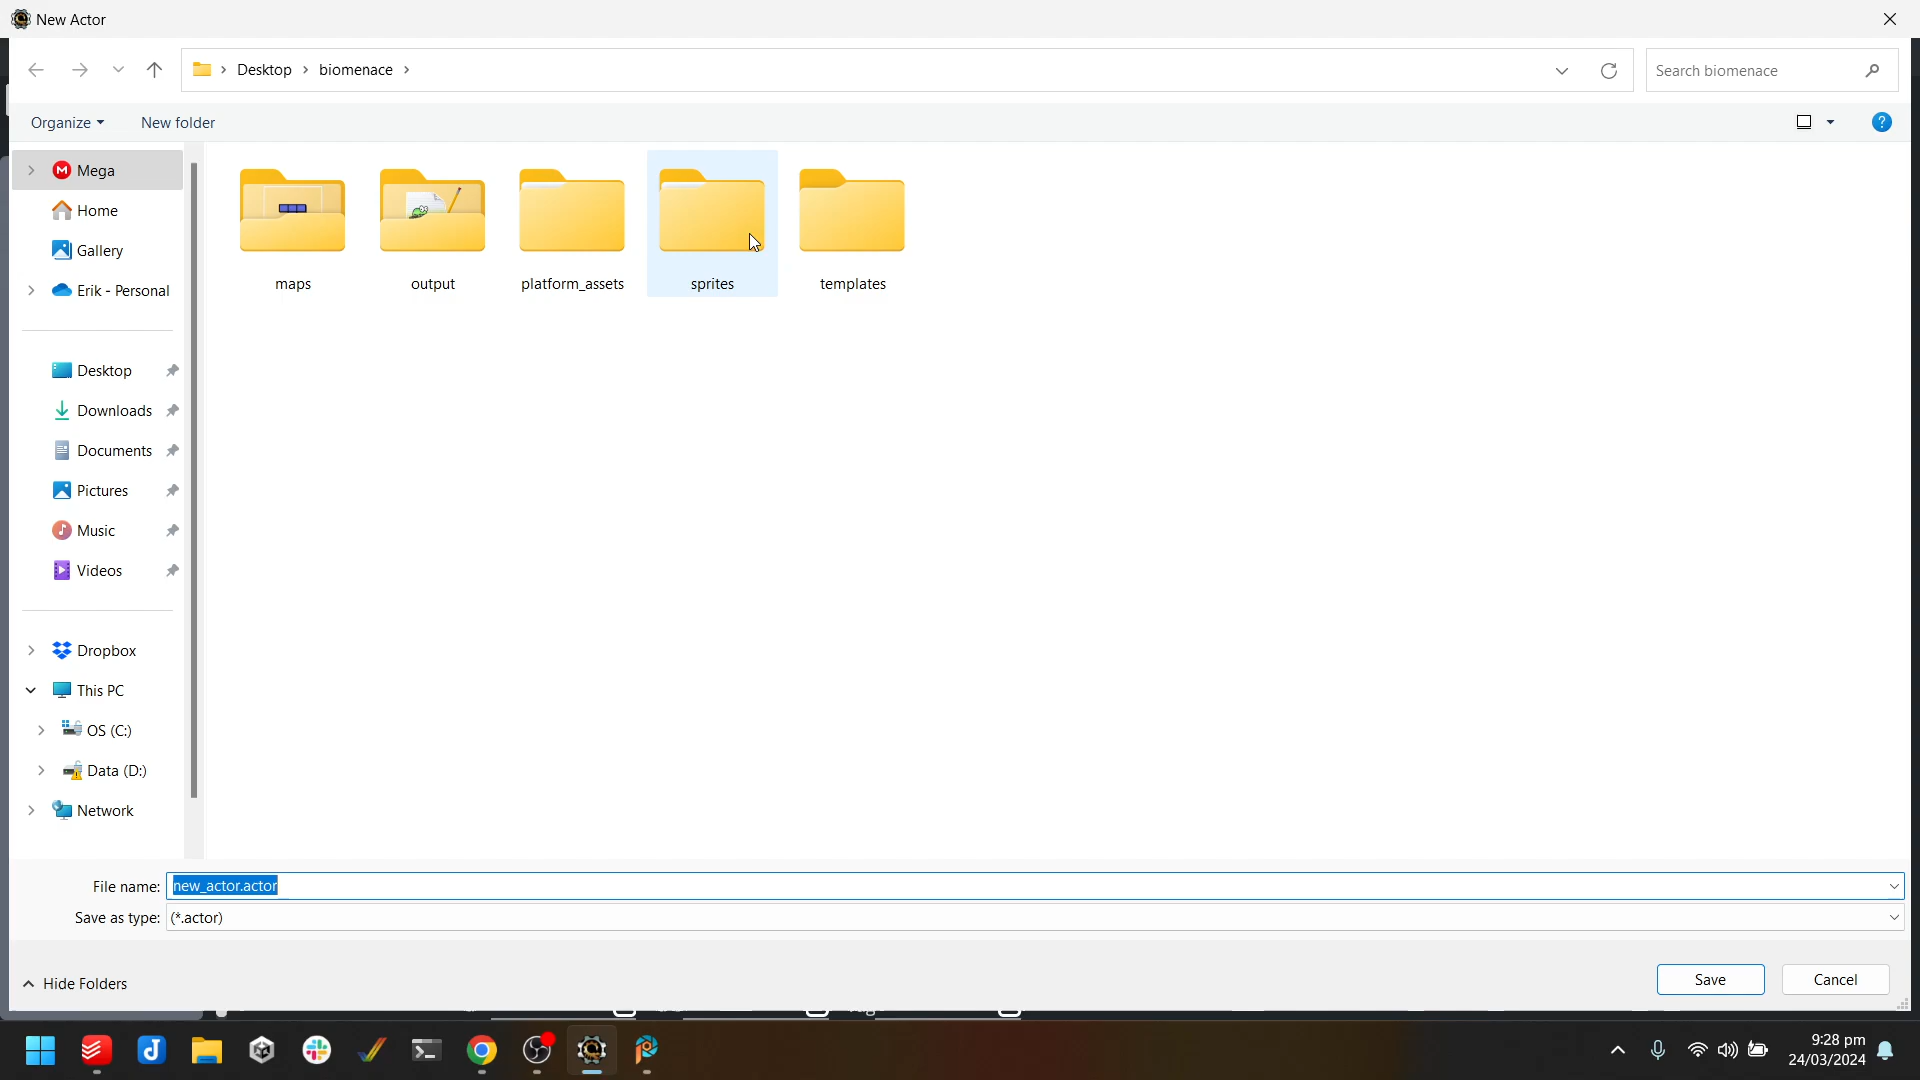 New Actor
Desktop
biomenace
Search biomenace
Organize
New folder
Mega
Home
Gallery
Erik - Personal
Desktop
Downloads
Documents
Pictures
Music
Videos
Dropbox
This PC
OS (C:)
Data (D:)
Network
maps
output
platform_assets
sprites
templates
File name: new_actor.actor
Save as type: (*.actor)
Hide Folders
Save
Cancel
9:28 pm
24/03/2024